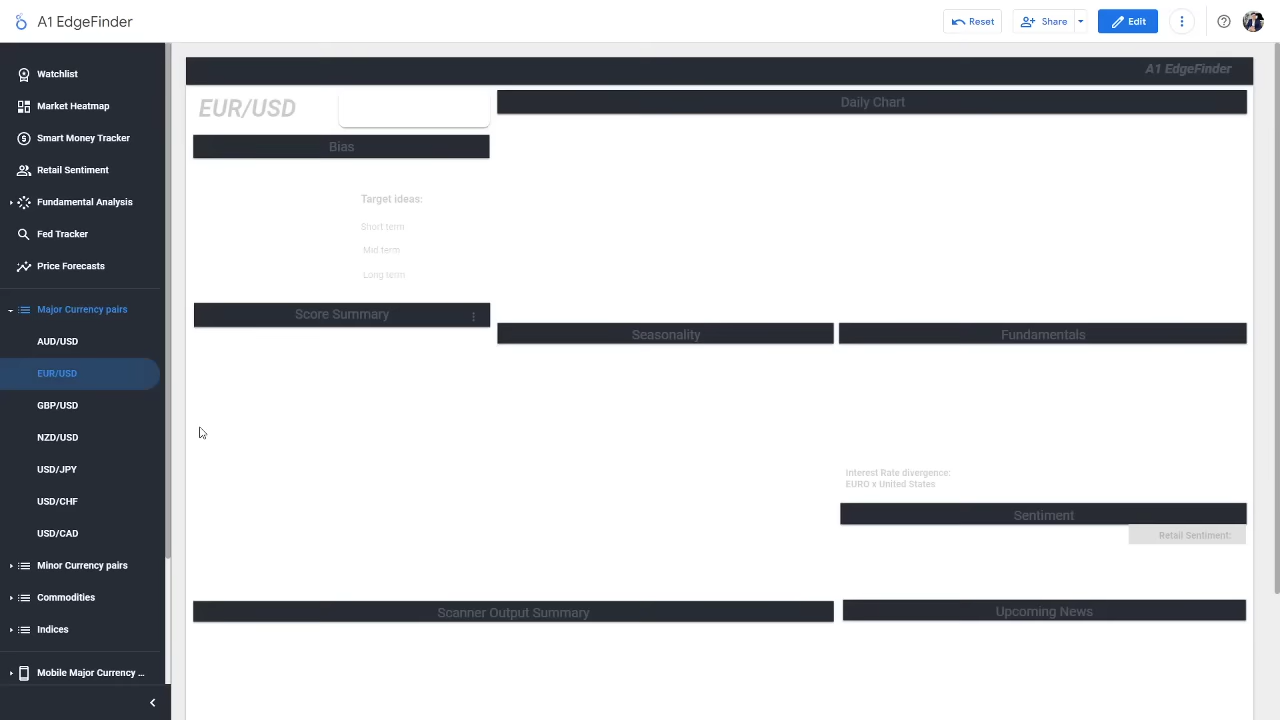 A1 EdgeFinder
Reset
Share
Edit
Watchlist
Market Heatmap
Smart Money Tracker
Retail Sentiment
Fundamental Analysis
Fed Tracker
Price Forecasts
Major Currency pairs
AUD/USD
EUR/USD
GBP/USD
NZD/USD
USD/JPY
USD/CHF
USD/CAD
Minor Currency pairs
Commodities
Indices
Mobile Major Currency ...
A1 EdgeFinder
EUR/USD
Daily Chart
Bias
Target ideas:
Short term
Mid term
Long term
Score Summary
Seasonality
Fundamentals
Interest Rate divergence:
EURO x United States
Sentiment
Retail Sentiment:
Scanner Output Summary
Upcoming News